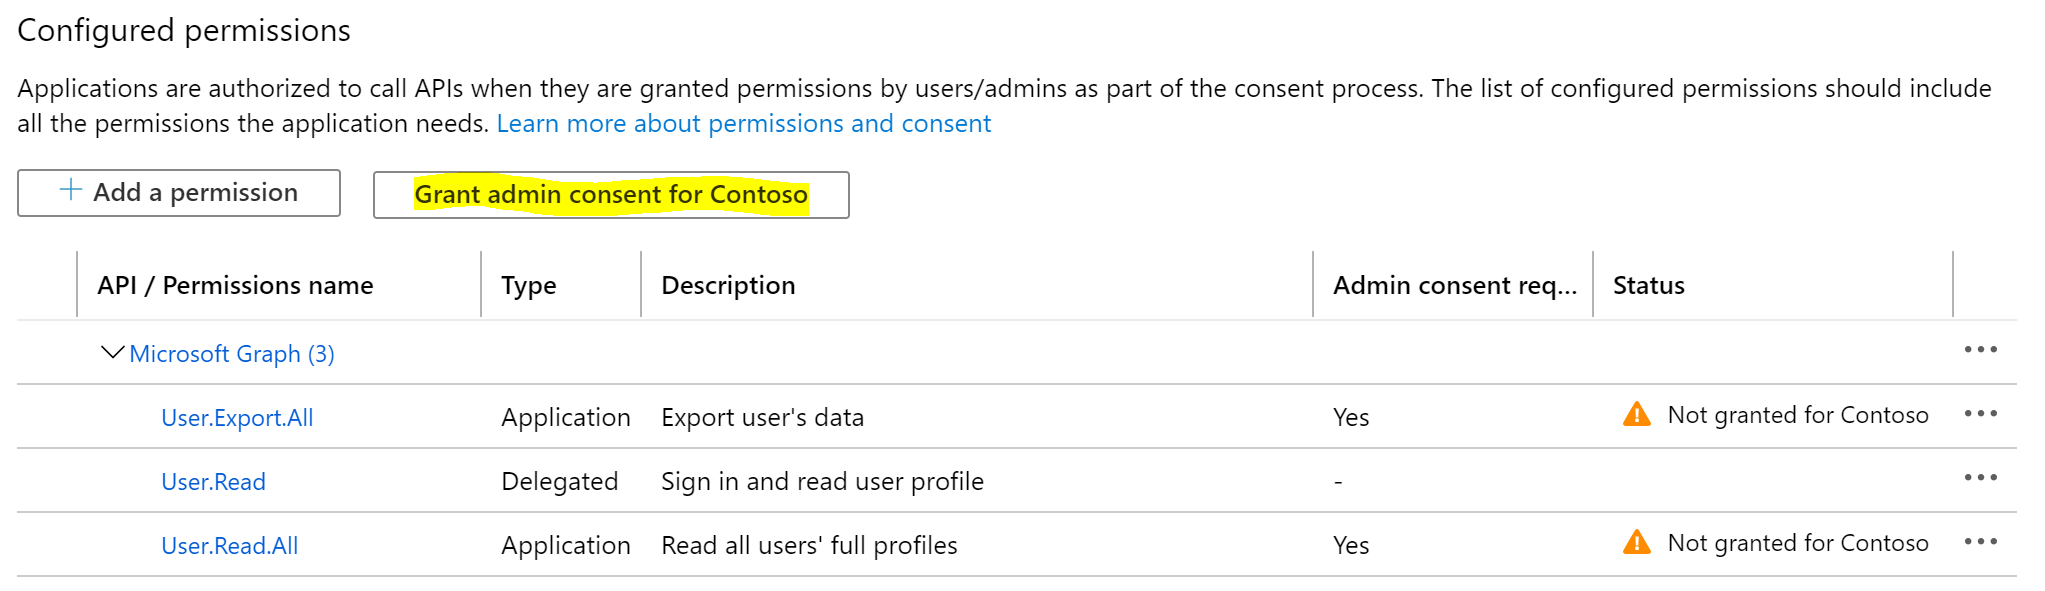 Configured permissions
Applications are authorized to call APIs when they are granted permissions by users/admins as part of the consent process. The list of configured permissions should include
all the permissions the application needs. Learn more about permissions and consent
+ Add a permission Grant admin consent for Contoso
API / Permissions name Type Description Admin consent req... Status
Microsoft Graph (3) •••
User.Export.All Application Export user's data Yes Not granted for Contoso •••
User.Read Delegated Sign in and read user profile - •••
User.Read.All Application Read all users' full profiles Yes Not granted for Contoso •••